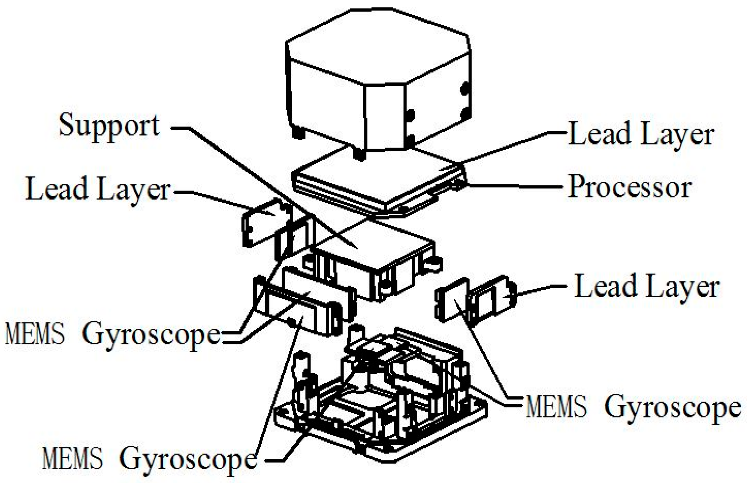 Support
Lead Layer
Lead Layer
Processor
Lead Layer
MEMS Gyroscope
MEMS Gyroscope
MEMS Gyroscope